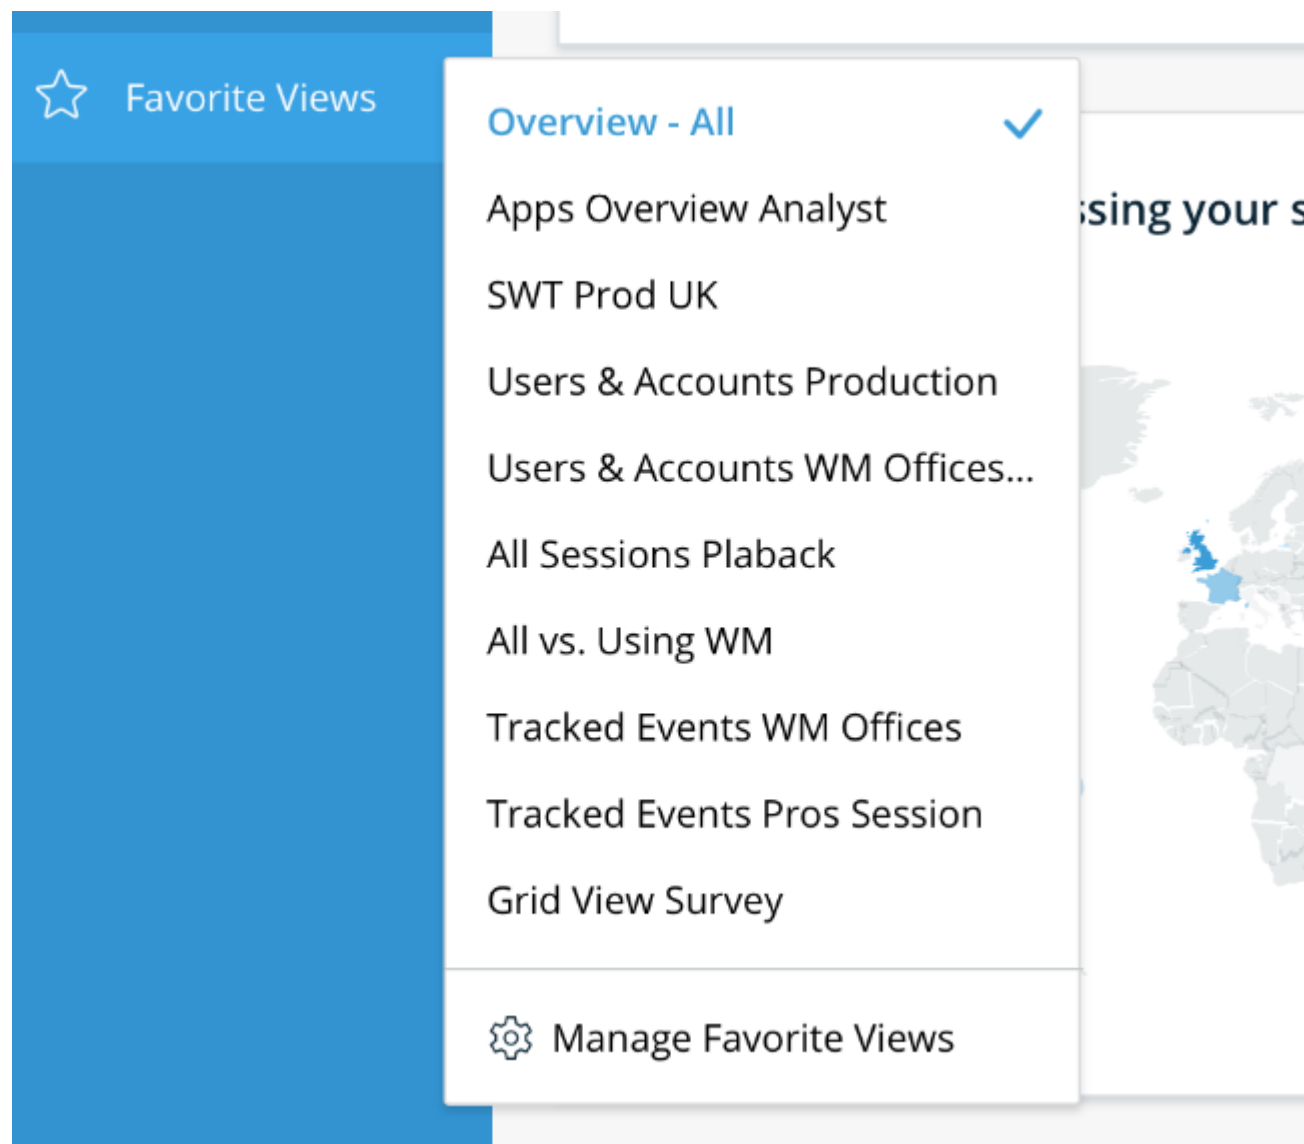 Favorite Views
Overview - All
Apps Overview Analyst
SWT Prod UK
Users & Accounts Production
Users & Accounts WM Offices...
All Sessions Plaback
All vs. Using WM
Tracked Events WM Offices
Tracked Events Pros Session
Grid View Survey
Manage Favorite Views
your